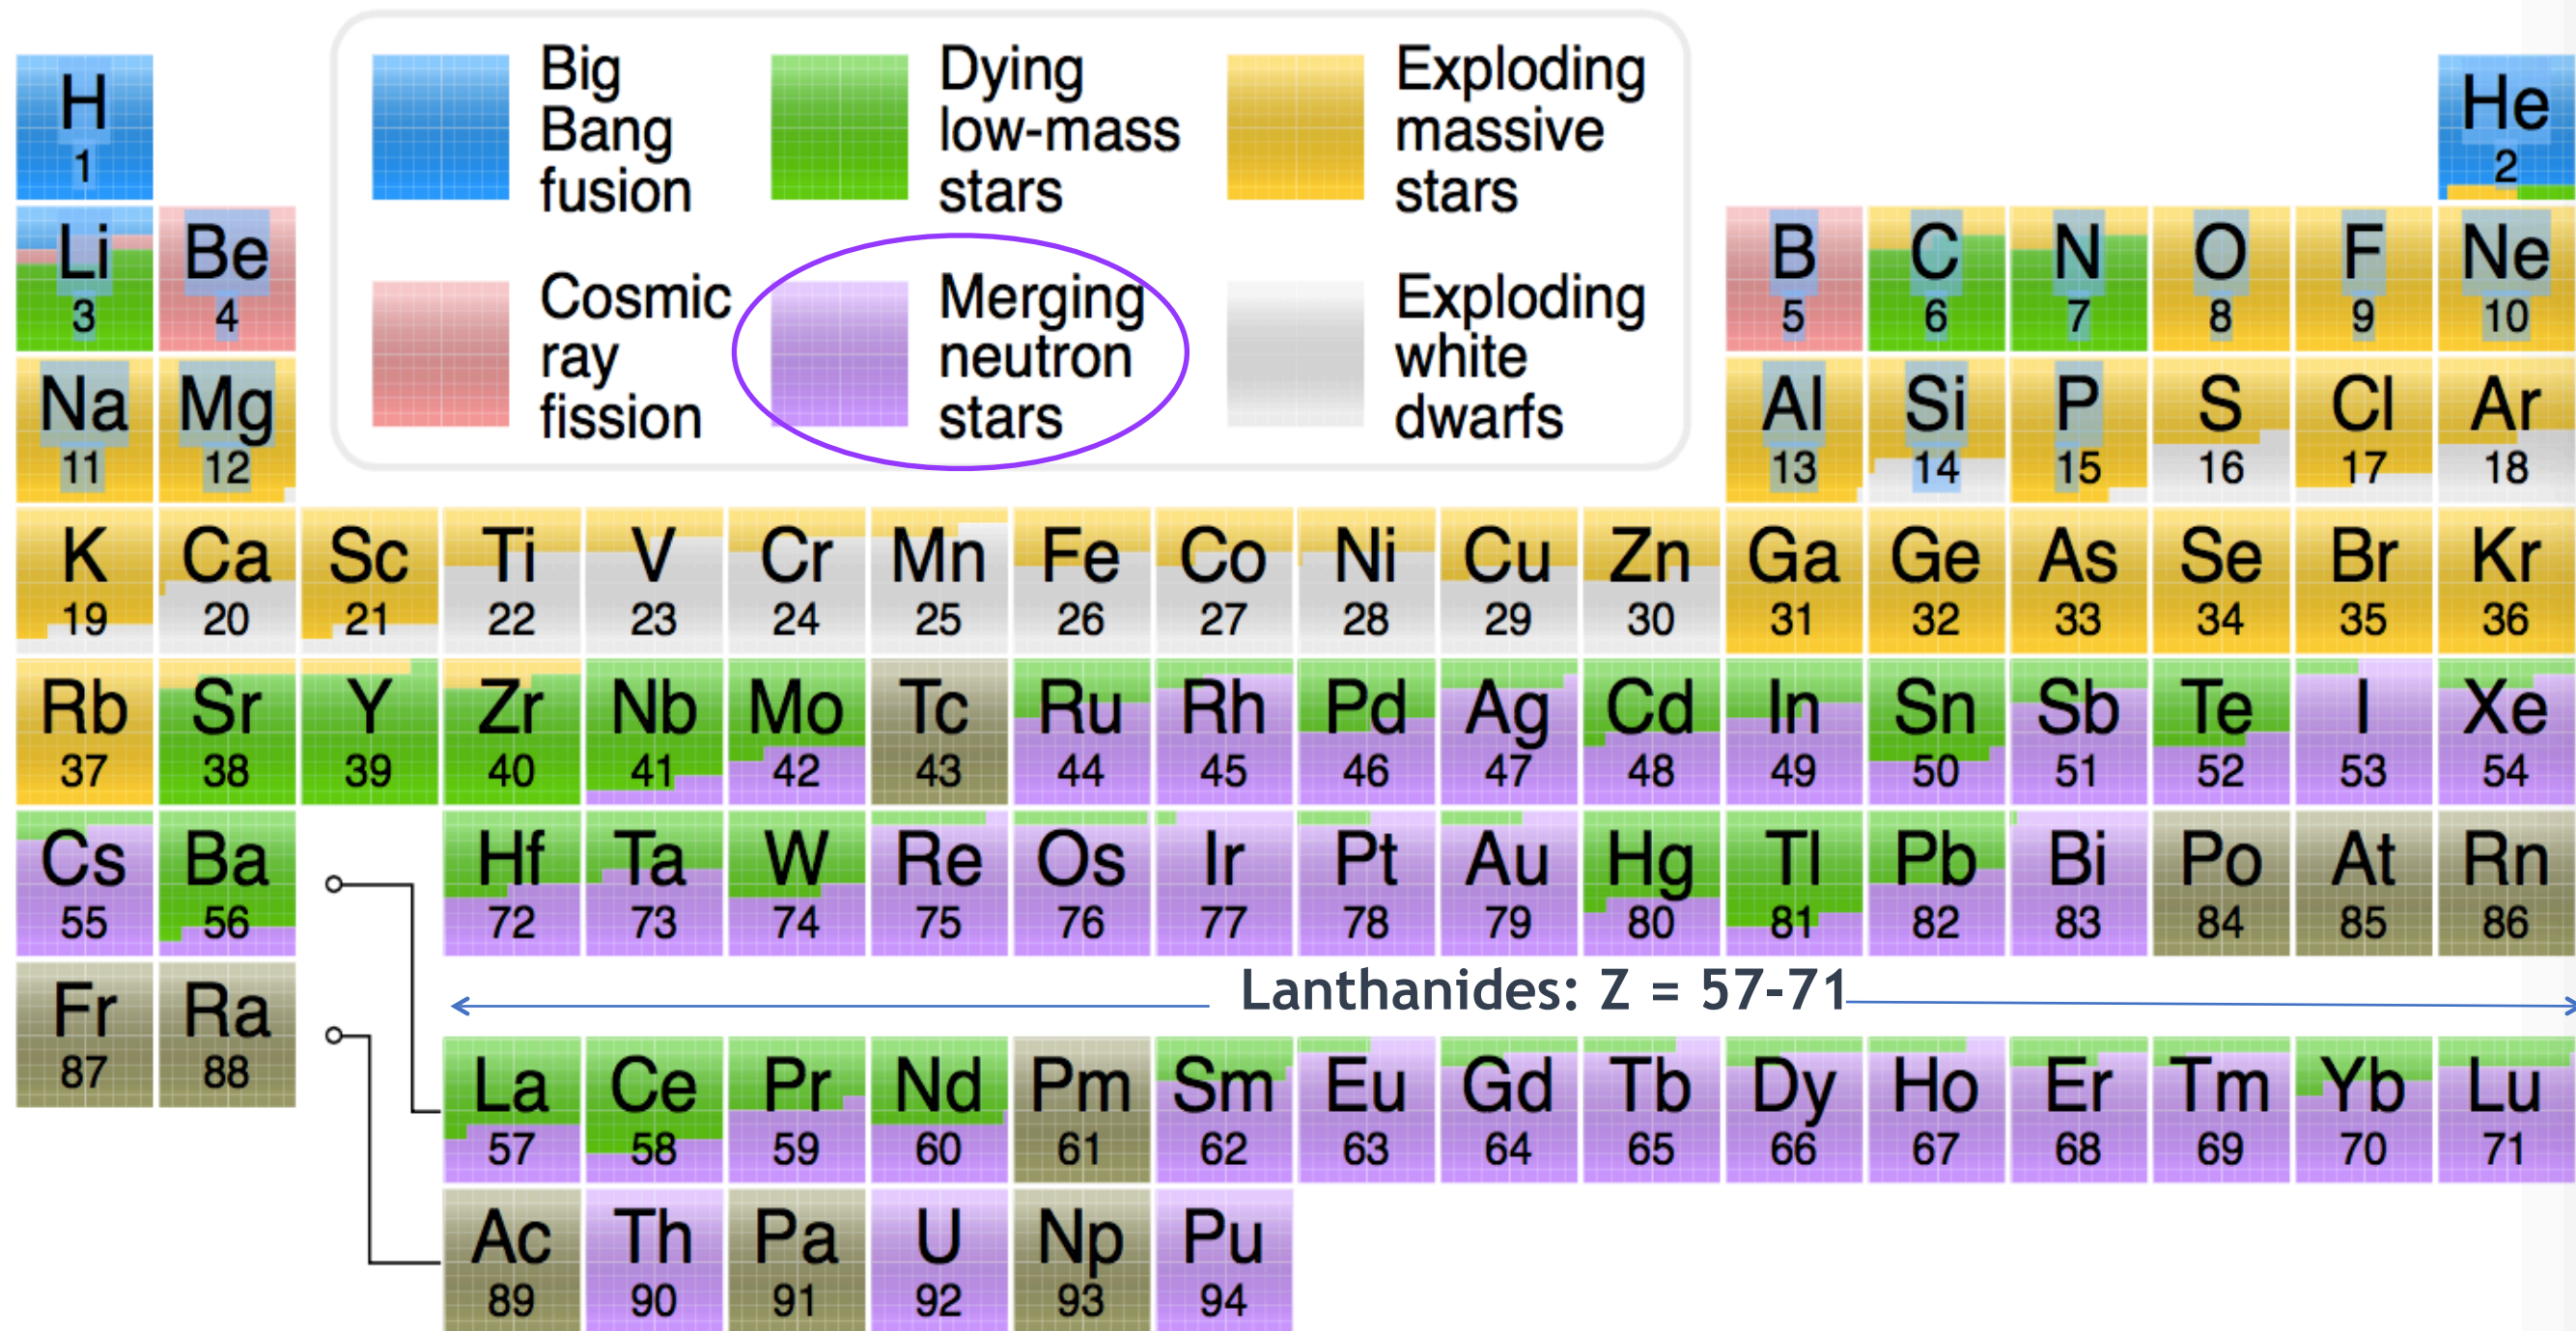 Big
Bang
fusion
Dying
low-mass
stars
Exploding
massive
stars
Cosmic
ray
fission
Merging
neutron
stars
Exploding
white
dwarfs
H He
1 2
Li Be B C N O F Ne
3 4 5 6 7 8 9 10
Na Mg Al Si P S Cl Ar
11 12 13 14 15 16 17 18
K Ca Sc Ti V Cr Mn Fe Co Ni Cu Zn Ga Ge As Se Br Kr
19 20 21 22 23 24 25 26 27 28 29 30 31 32 33 34 35 36
Rb Sr Y Zr Nb Mo Tc Ru Rh Pd Ag Cd In Sn Sb Te I Xe
37 38 39 40 41 42 43 44 45 46 47 48 49 50 51 52 53 54
Cs Ba Hf Ta W Re Os Ir Pt Au Hg Tl Pb Bi Po At Rn
55 56 72 73 74 75 76 77 78 79 80 81 82 83 84 85 86
Fr Ra
87 88
Lanthanides: Z = 57-71
La Ce Pr Nd Pm Sm Eu Gd Tb Dy Ho Er Tm Yb Lu
57 58 59 60 61 62 63 64 65 66 67 68 69 70 71
Ac Th Pa U Np Pu
89 90 91 92 93 94